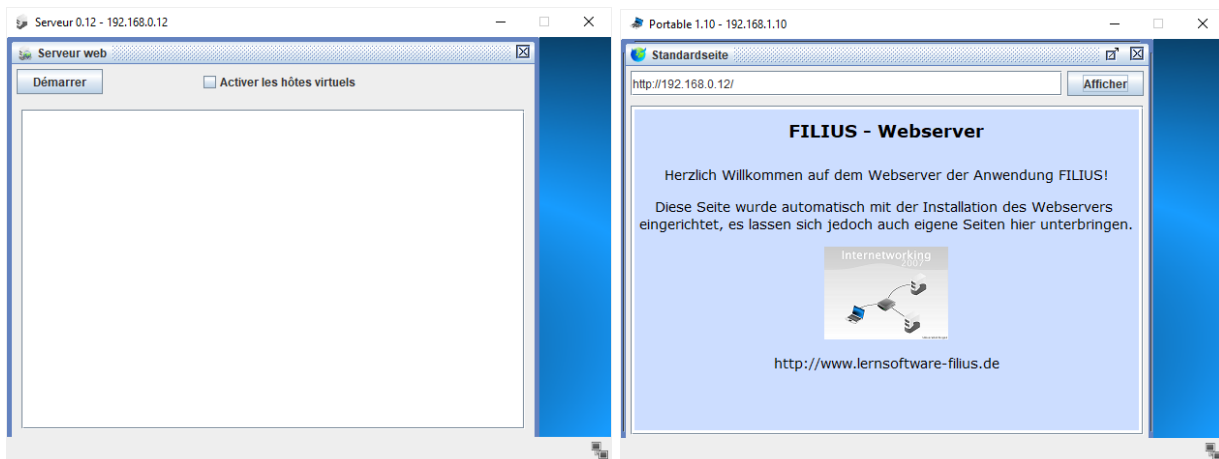 Serveur 0.12 - 192.168.0.12
Serveur web
Démarrer
Activer les hôtes virtuels
Portable 1.10 - 192.168.1.10
Standardseite
http://192.168.0.12/
Afficher
FILIUS - Webserver
Herzlich Willkommen auf dem Webserver der Anwendung FILIUS!
Diese Seite wurde automatisch mit der Installation des Webservers
eingerichtet, es lassen sich jedoch auch eigene Seiten hier unterbringen.
Internetworking
2007
http://www.lernsoftware-filius.de